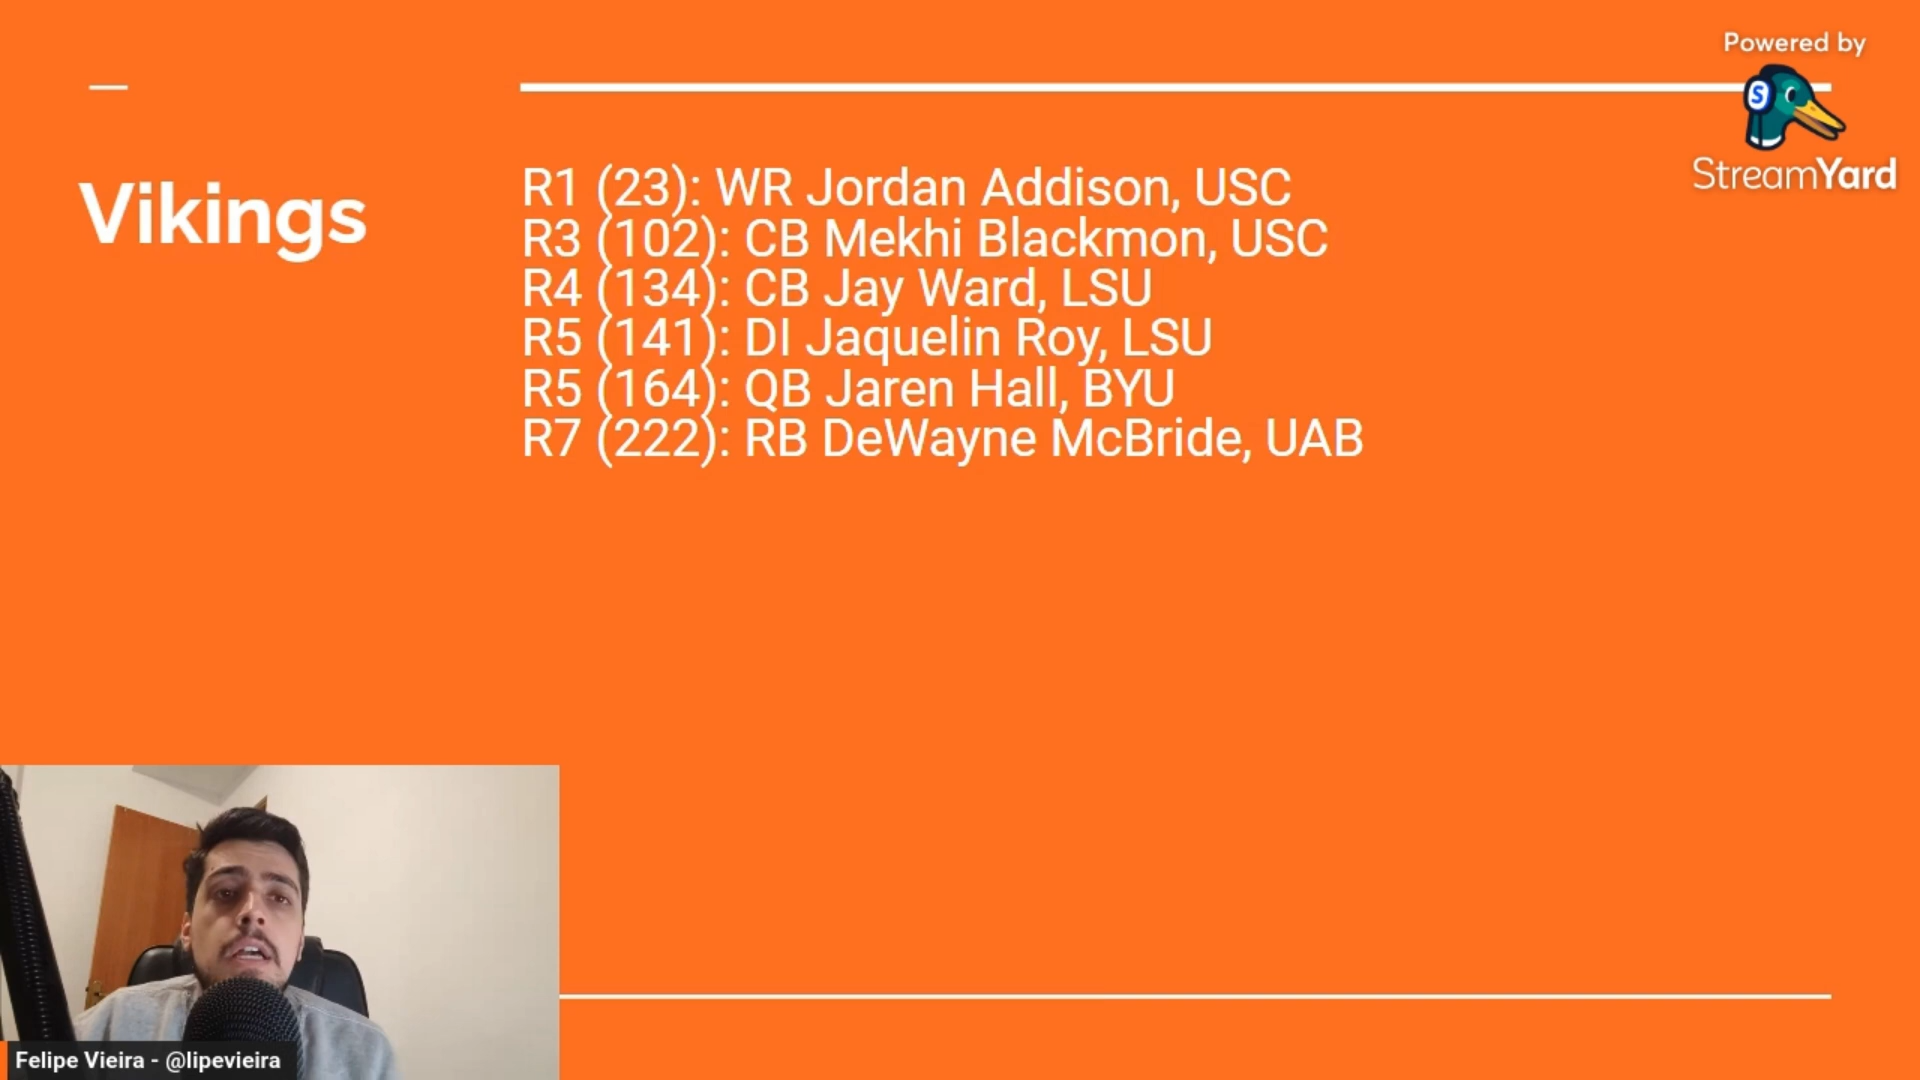 Powered by
StreamYard
Vikings
R1 (23): WR Jordan Addison, USC
R3 (102): CB Mekhi Blackmon, USC
R4 (134): CB Jay Ward, LSU
R5 (141): DI Jaquelin Roy, LSU
R5 (164): QB Jaren Hall, BYU
R7 (222): RB DeWayne McBride, UAB
Felipe Vieira - @lipevieira